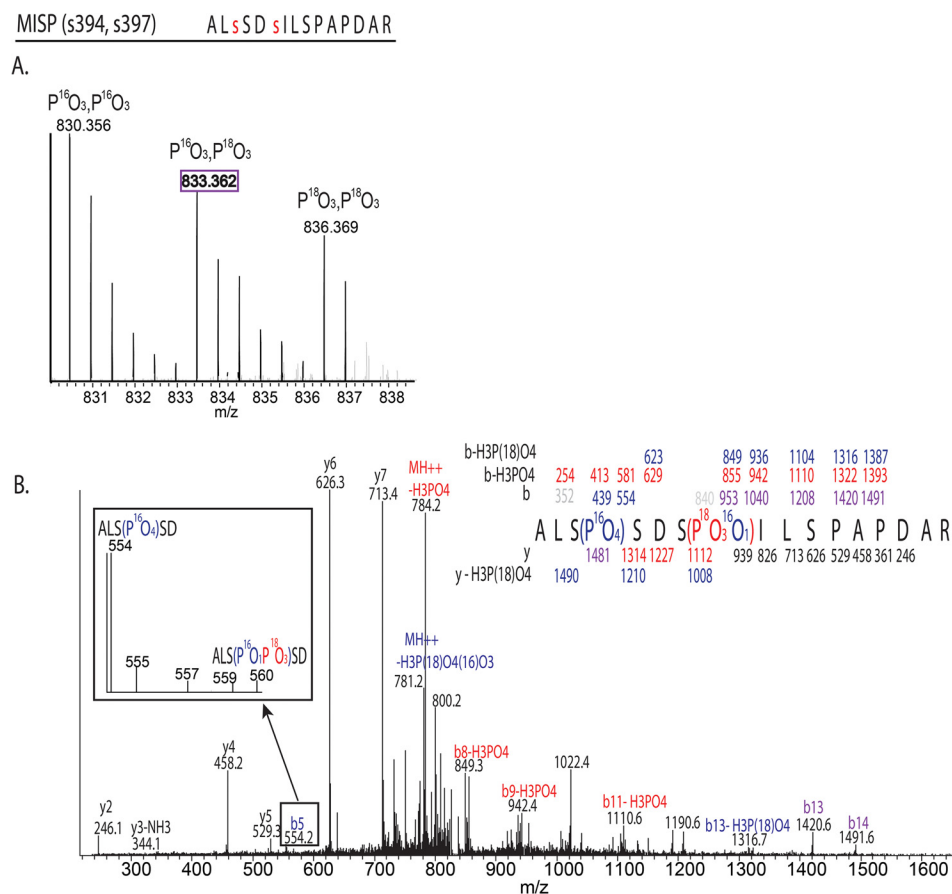 MISP (s394, s397) ALsSD sILSPAPDAR
A.
P16O3,P16O3
830.356
P16O3,P18O3
833.362
P18O3,P18O3
836.369
831 832 833 834 835 836 837 838
m/z
B.
b-H3P(18)O4 623 849 936 1104 1316 1387
b-H3PO4 254 413 581 629 855 942 1110 1322 1393
b 352 439 554 840 953 1040 1208 1420 1491
A L S(P16O4) S D S(P18O3 16O1) I L S P A P D A R
y 1481 1314 1227 1112 939 826 713 626 529 458 361 246
y - H3P(18)O4 1490 1210 1008
y6
626.3
y7
713.4
MH++
-H3PO4
784.2
MH++
-H3P(18)O4(16)O3
781.2
800.2
ALS(P16O4)SD
554
ALS(P16O1P18O3)SD
555 557 559 560
y2
246.1
y3-NH3
344.1
y4
458.2
y5
529.3
b5
554.2
b8-H3PO4
849.3
b9-H3PO4
942.4
1022.4
b11- H3PO4
1110.6
1190.6
b13- H3P(18)O4
1316.7
b13
1420.6
b14
1491.6
300 400 500 600 700 800 900 1000 1100 1200 1300 1400 1500 1600
m/z